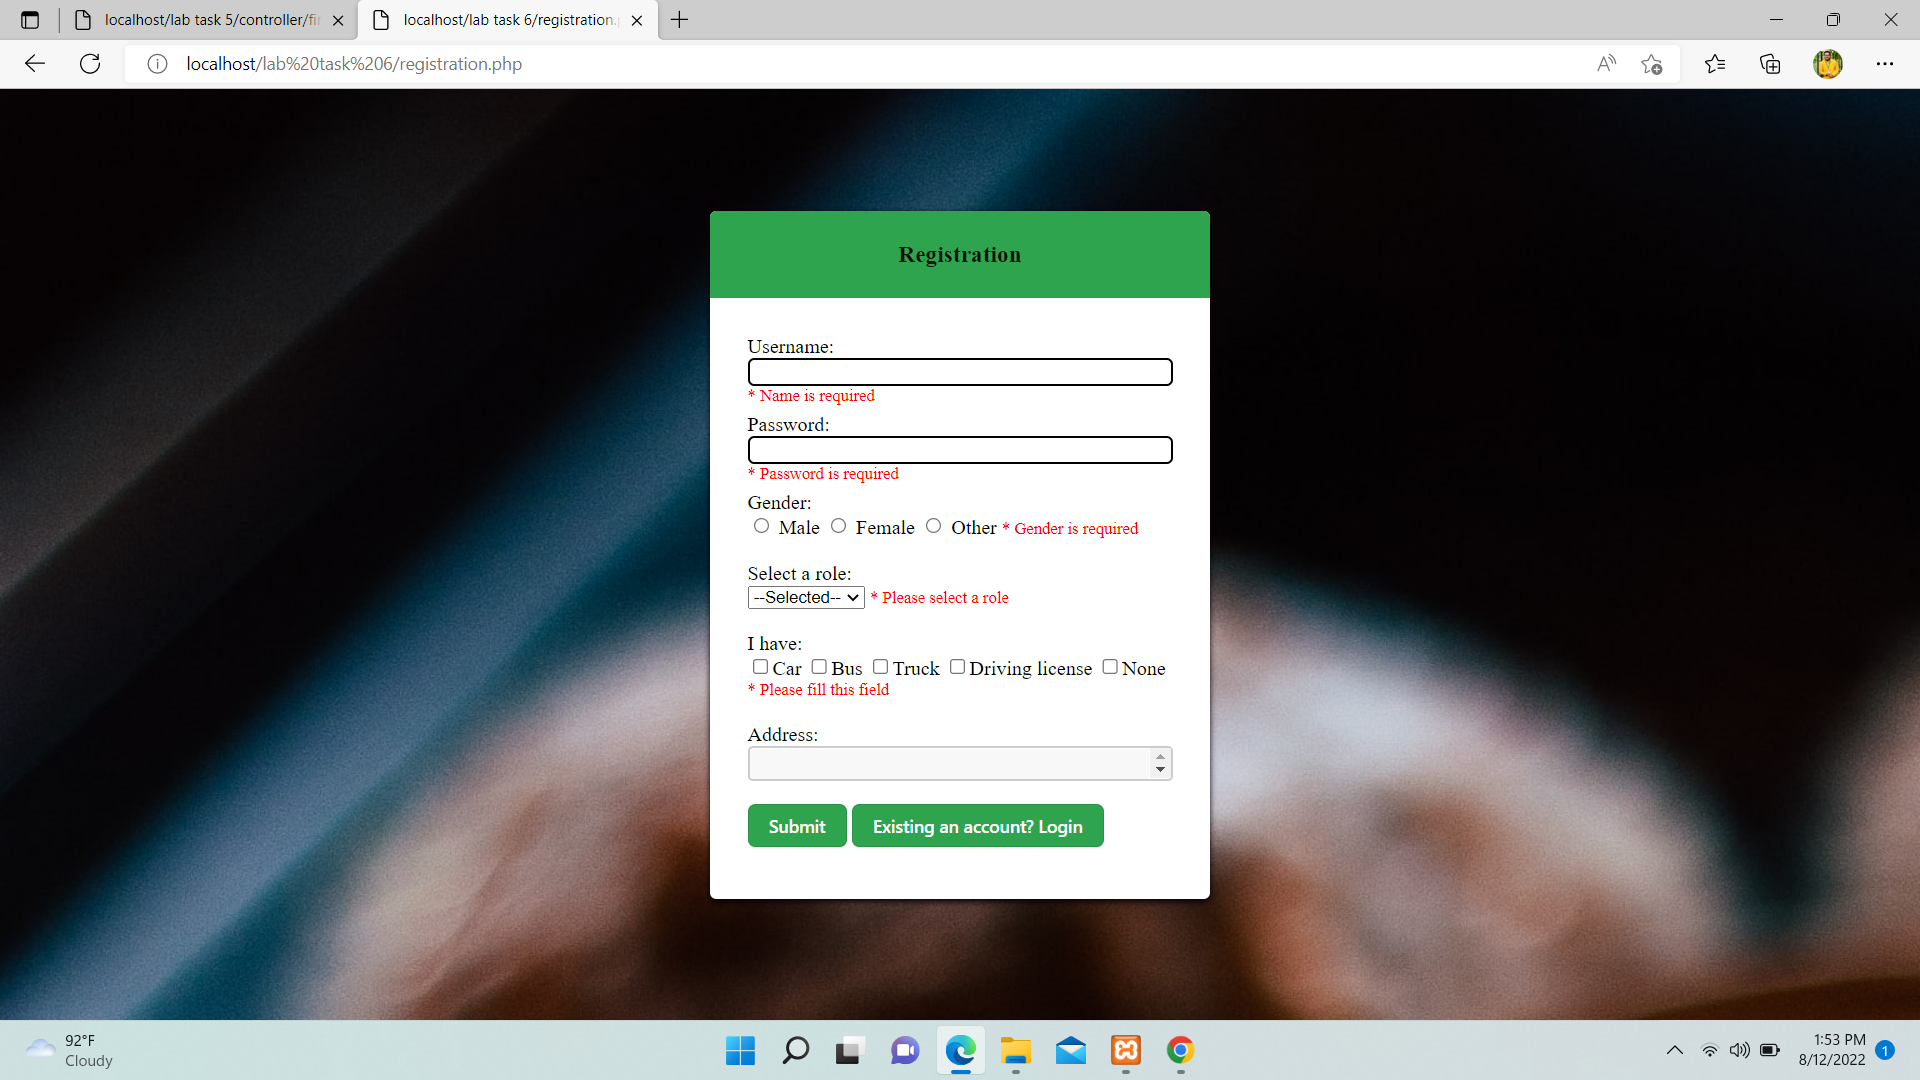 localhost/lab task 5/controller/fi
localhost/lab task 6/registration.
localhost/lab%20task%206/registration.php
Registration
Username:
* Name is required
Password:
* Password is required
Gender:
Male Female Other * Gender is required
Select a role:
--Selected-- * Please select a role
I have:
Car Bus Truck Driving license None
* Please fill this field
Address:
Submit Existing an account? Login
92°F
Cloudy
1:53 PM
8/12/2022
1